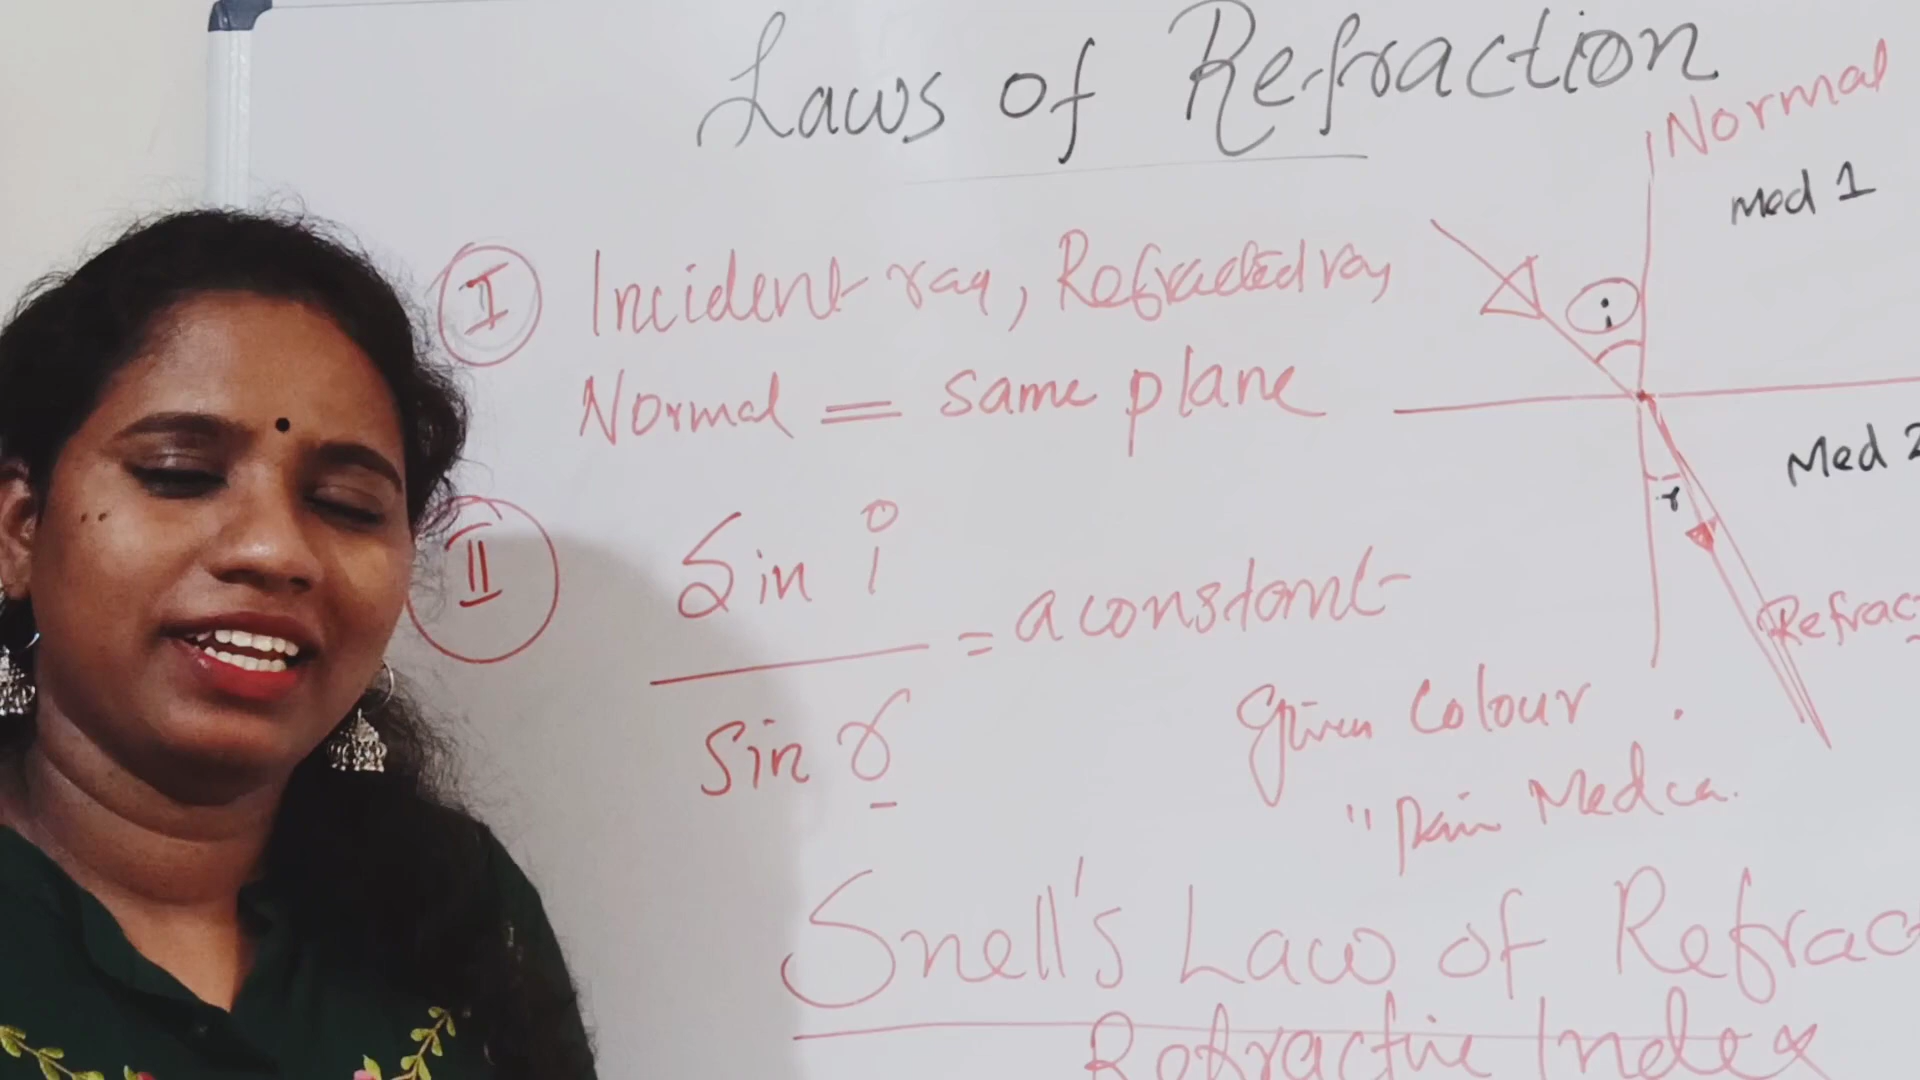 Laws of Refraction
Normal
Med 1
I Incident ray, Refracted ray
Normal = same plane
i
Med 2
r
II Sin i
= a constant
Sin r
Refrac
Given Colour
" Pair Media.
Snell's Law of Refrac
Refractive Index